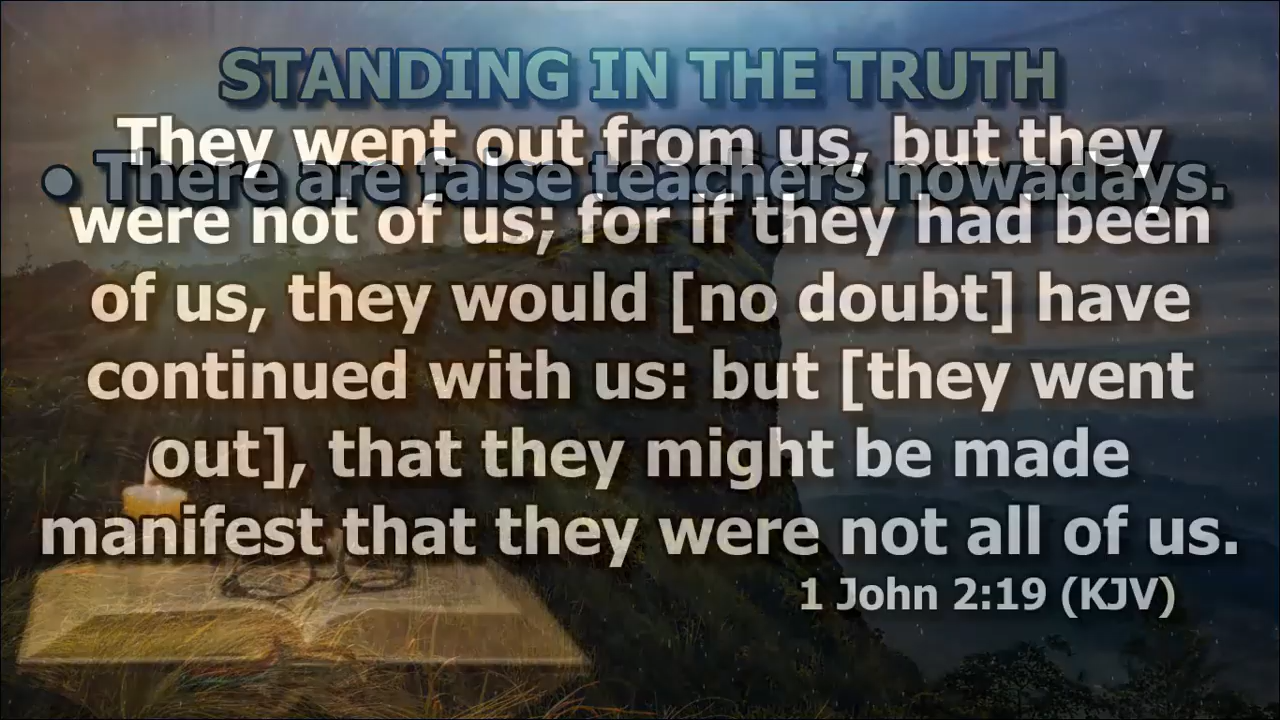 STANDING IN THE TRUTH
They went out from us, but they
• There are false teachers nowadays.
were not of us; for if they had been
of us, they would [no doubt] have
continued with us: but [they went
out], that they might be made
manifest that they were not all of us.
1 John 2:19 (KJV)